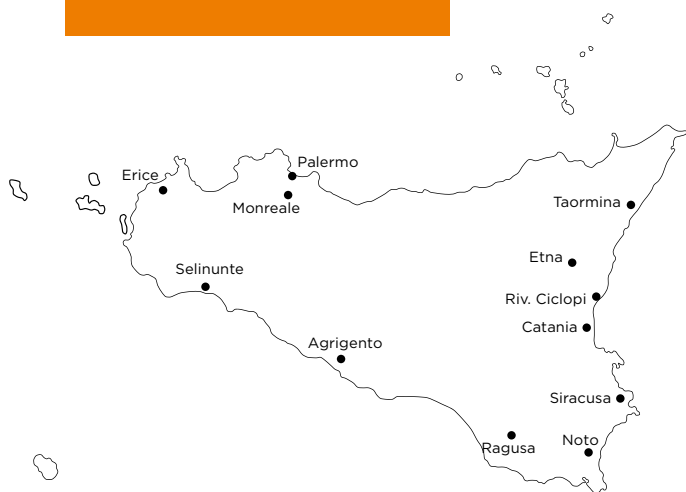 Palermo
Erice
Monreale
Taormina
Etna
Selinunte
Riv. Ciclopi
Catania
Agrigento
Siracusa
Noto
Ragusa